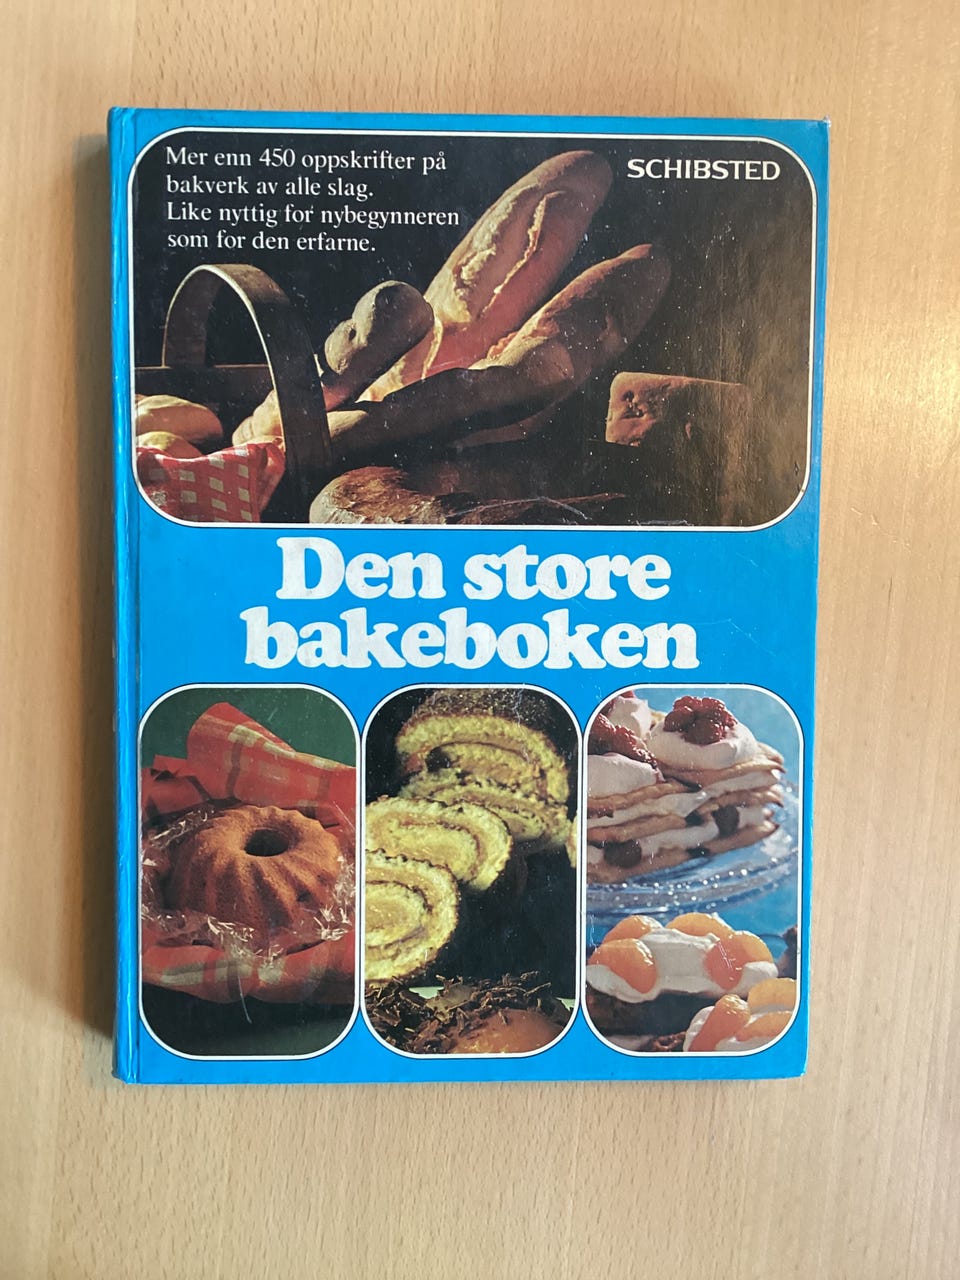 Mer enn 450 oppskrifter på
bakverk av alle slag.
Like nyttig for nybegynneren
som for den erfarne.
SCHIBSTED
Den store
bakeboken